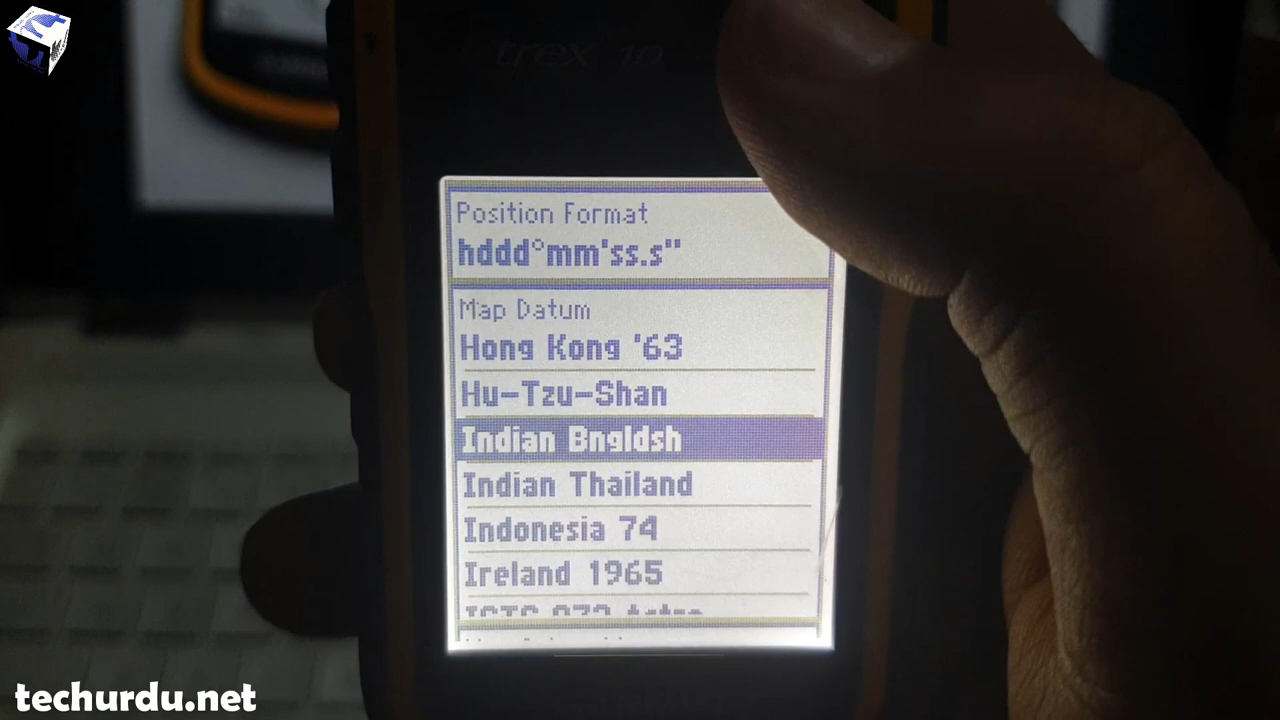 trex 10
Position Format
hddd°mm'ss.s"
Map Datum
Hong Kong '63
Hu-Tzu-Shan
Indian Bngldsh
Indian Thailand
Indonesia 74
Ireland 1965
techurdu.net